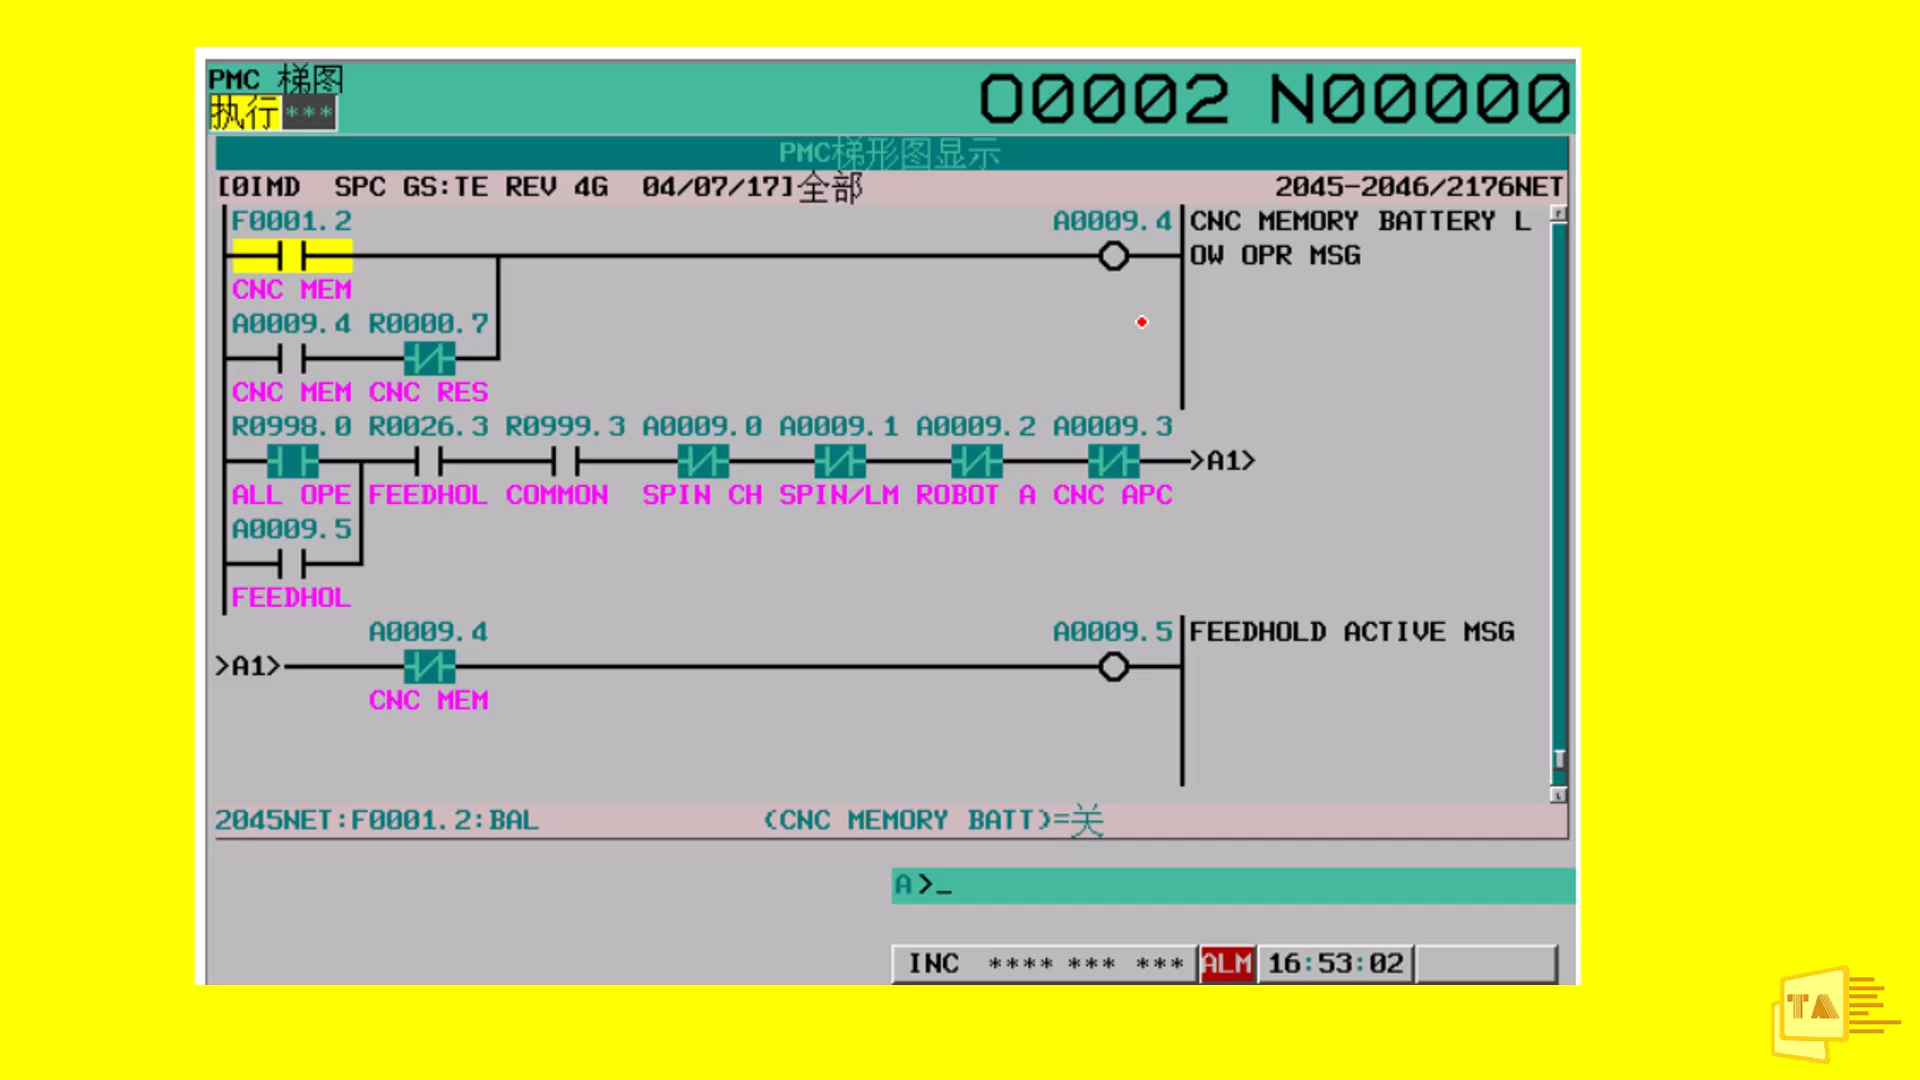 PMC 梯图
执行 ***
O0002 N00000
PMC梯形图显示
[0IMD SPC GS:TE REV 4G 04/07/17]全部 2045-2046/2176NET
F0001.2 A0009.4 CNC MEMORY BATTERY L
OW OPR MSG
CNC MEM
A0009.4 R0000.7
CNC MEM CNC RES
R0998.0 R0026.3 R0999.3 A0009.0 A0009.1 A0009.2 A0009.3
>A1>
ALL OPE FEEDHOL COMMON SPIN CH SPIN/LM ROBOT A CNC APC
A0009.5
FEEDHOL
A0009.4 A0009.5 FEEDHOLD ACTIVE MSG
>A1>
CNC MEM
2045NET:F0001.2:BAL (CNC MEMORY BATT)=关
A >_
INC **** *** *** ALM 16:53:02
TA